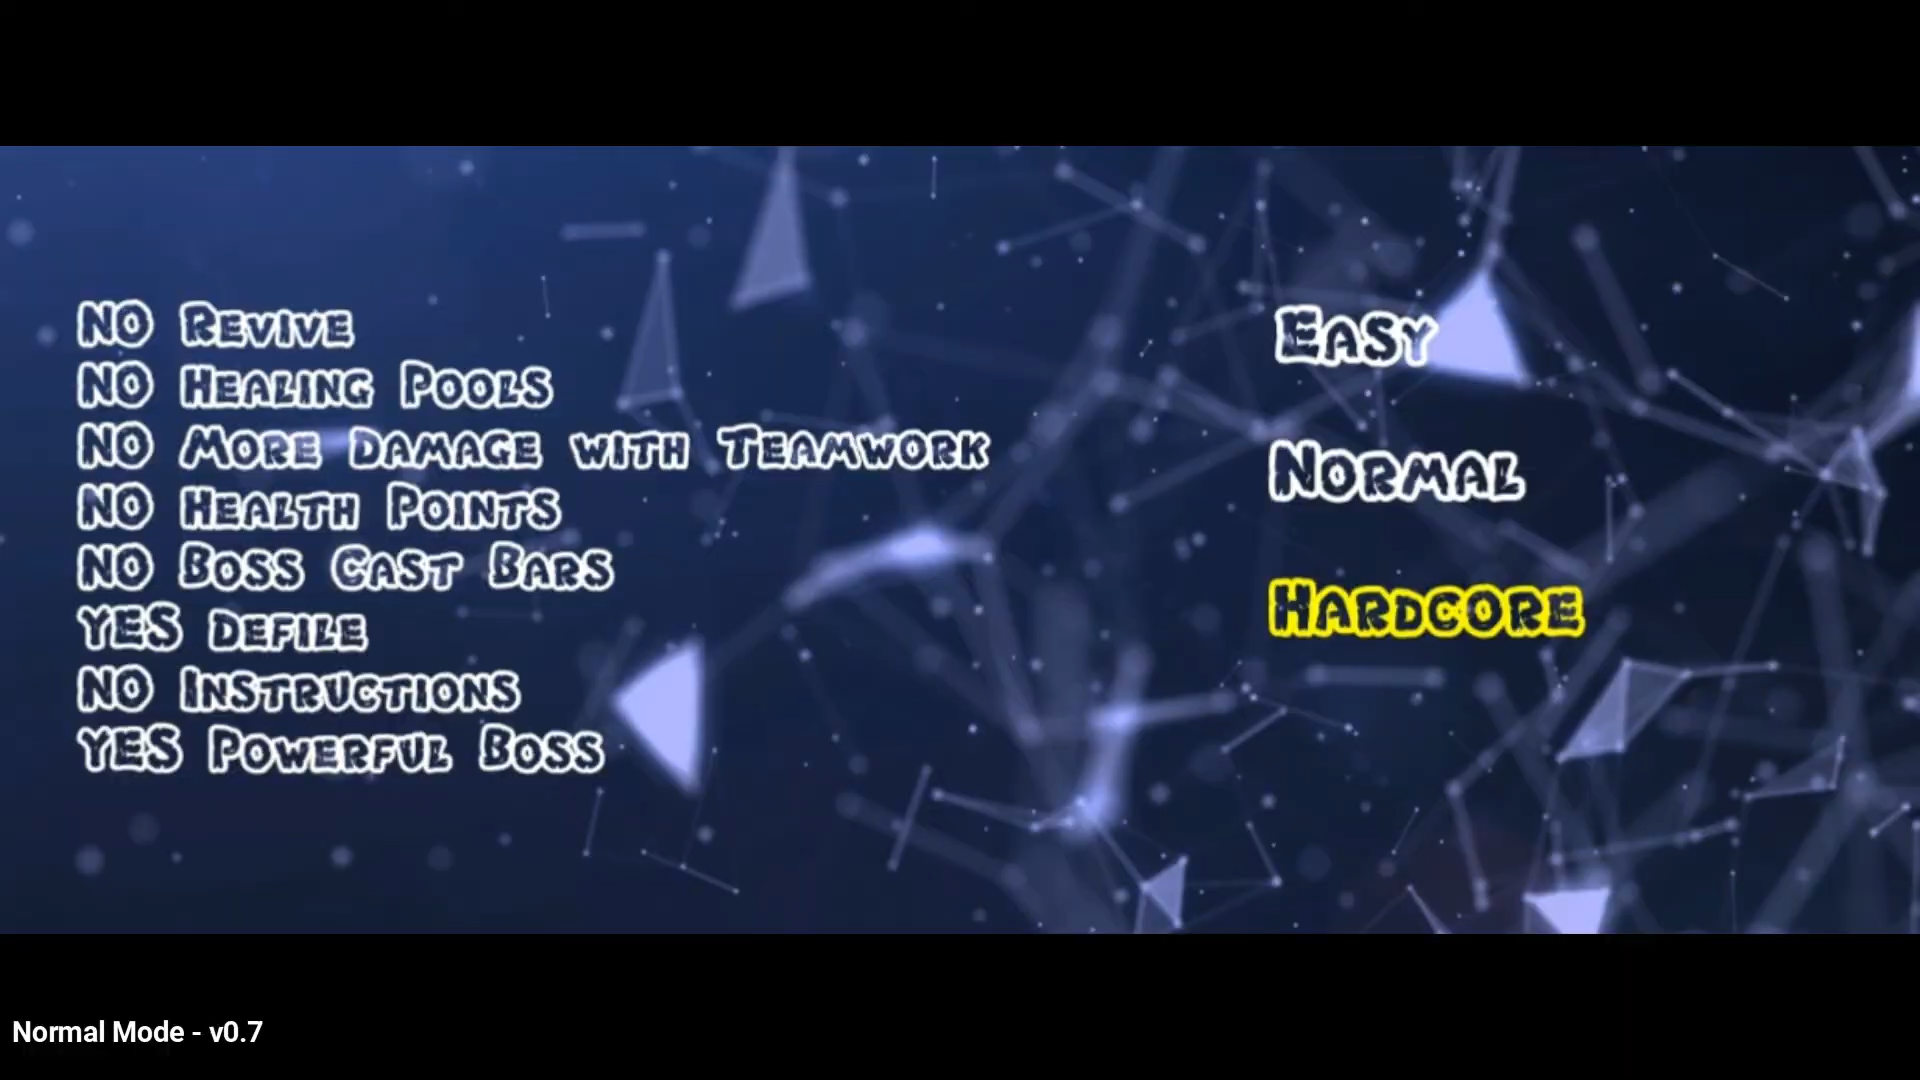 NO Revive
NO Healing Pools
NO More Damage with Teamwork
NO Health Points
NO Boss Cast Bars
YES Defile
NO Instructions
YES Powerful Boss
Easy
Normal
Hardcore
Normal Mode - v0.7